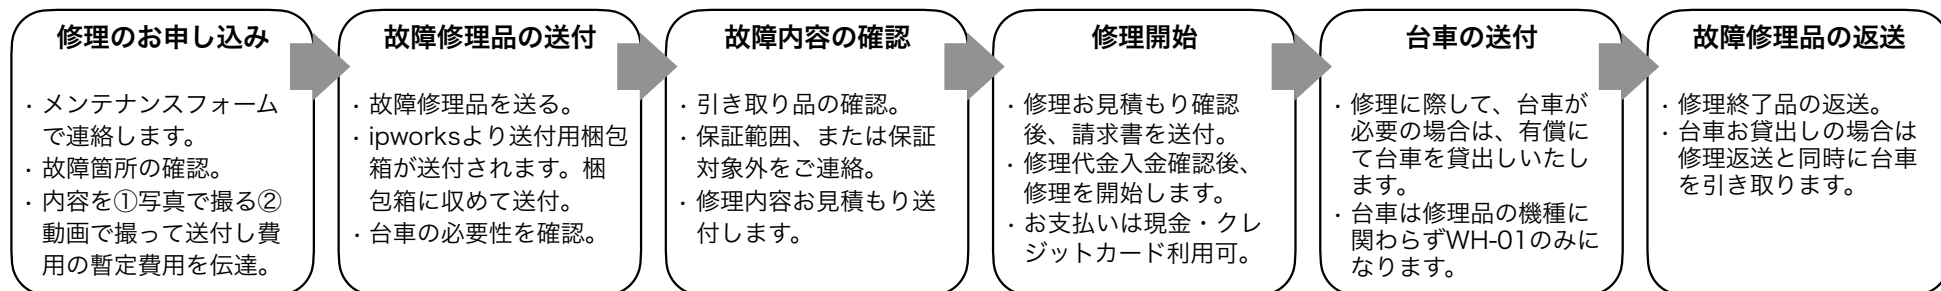 修理のお申し込み
・メンテナンスフォーム
で連絡します。
・故障箇所の確認。
・内容を①写真で撮る②
動画で撮って送付し費
用の暫定費用を伝達。
故障修理品の送付
・故障修理品を送る。
・ipworksより送付用梱包
箱が送付されます。梱
包箱に収めて送付。
・台車の必要性を確認。
故障内容の確認
・引き取り品の確認。
・保証範囲、または保証
対象外をご連絡。
・修理内容お見積もり送
付します。
修理開始
・修理お見積もり確認
後、請求書を送付。
・修理代金入金確認後、
修理を開始します。
・お支払いは現金・クレ
ジットカード利用可。
台車の送付
・修理に際して、台車が
必要の場合は、有償に
て台車を貸出しいたし
ます。
・台車は修理品の機種に
関わらずWH-01のみに
なります。
故障修理品の返送
・修理終了品の返送。
・台車お貸出しの場合は
修理返送と同時に台車
を引き取ります。